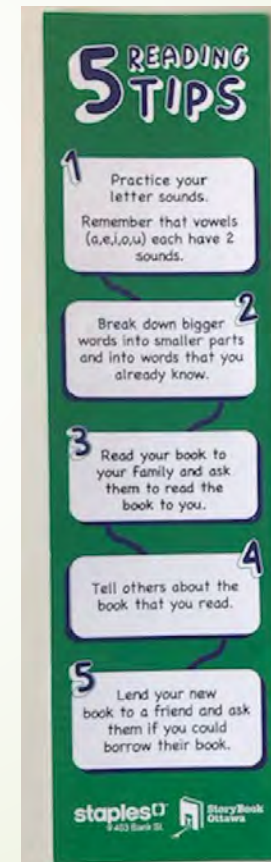 5 READING
TIPS
1
Practice your
letter sounds.
Remember that vowels
(a,e,i,o,u) each have 2
sounds.
2
Break down bigger
words into smaller parts
and into words that you
already know.
3
Read your book to
your family and ask
them to read the
book to you.
4
Tell others about the
book that you read.
5
Lend your new
book to a friend and ask
them if you could
borrow their book.
staples
@ 403 Bank St.
StoryBook
Ottawa